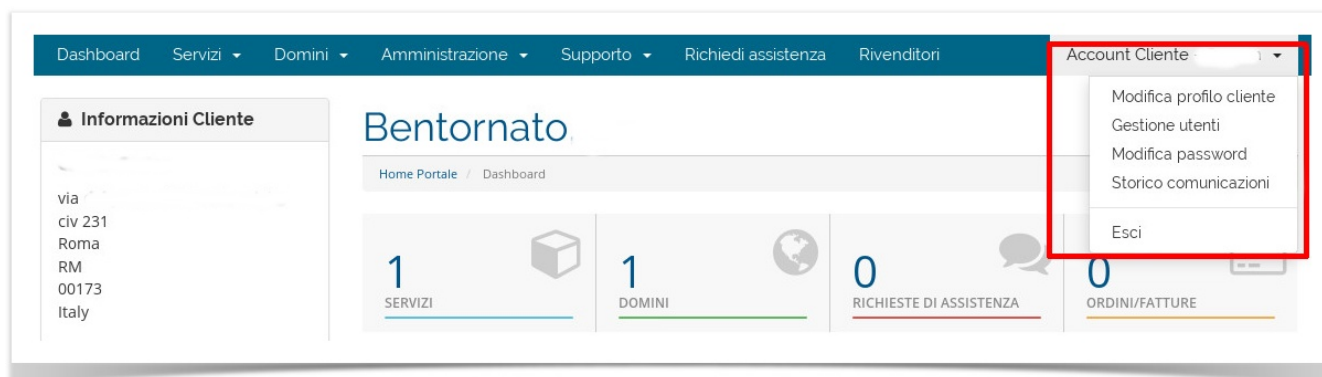 Dashboard Servizi Domini Amministrazione Supporto Richiedi assistenza Rivenditori Account Cliente
Modifica profilo cliente
Gestione utenti
Modifica password
Storico comunicazioni
Esci
Informazioni Cliente
via
civ 231
Roma
RM
00173
Italy
Bentornato
Home Portale / Dashboard
1
SERVIZI
1
DOMINI
0
RICHIESTE DI ASSISTENZA
0
ORDINI/FATTURE